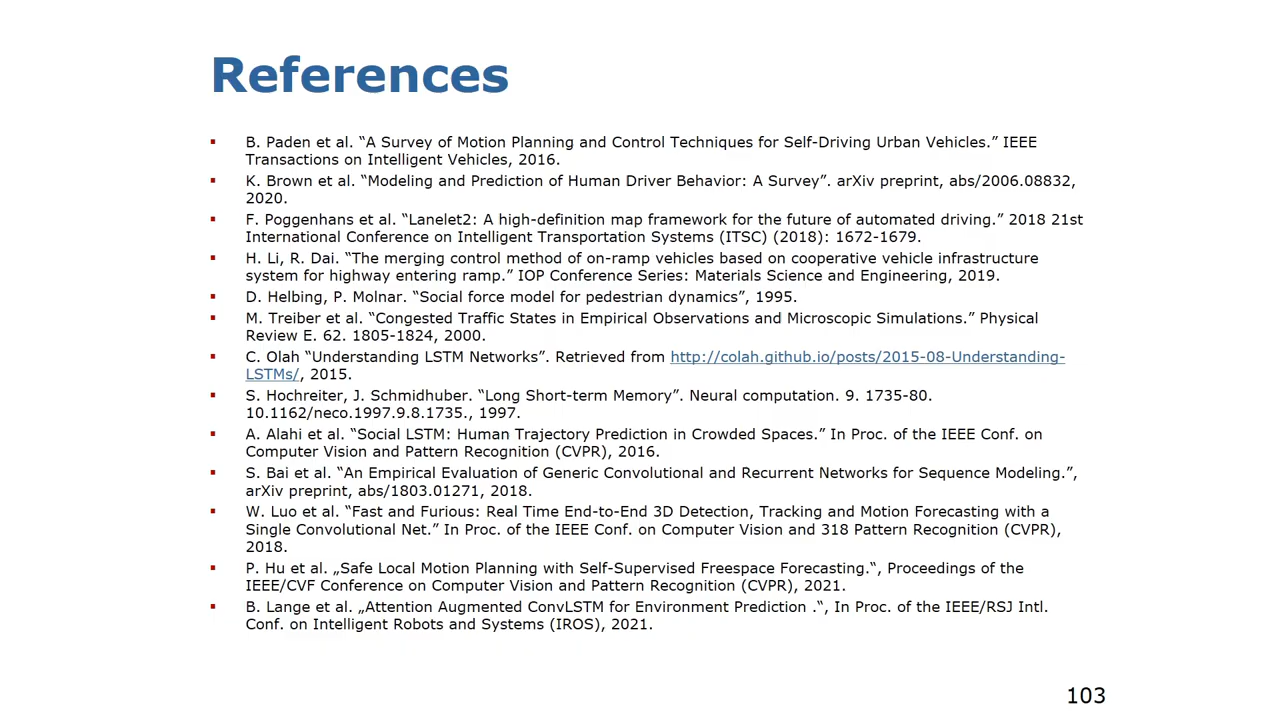 References
▪ B. Paden et al. “A Survey of Motion Planning and Control Techniques for Self-Driving Urban Vehicles.” IEEE
Transactions on Intelligent Vehicles, 2016.
▪ K. Brown et al. “Modeling and Prediction of Human Driver Behavior: A Survey”. arXiv preprint, abs/2006.08832,
2020.
▪ F. Poggenhans et al. “Lanelet2: A high-definition map framework for the future of automated driving.” 2018 21st
International Conference on Intelligent Transportation Systems (ITSC) (2018): 1672-1679.
▪ H. Li, R. Dai. “The merging control method of on-ramp vehicles based on cooperative vehicle infrastructure
system for highway entering ramp.” IOP Conference Series: Materials Science and Engineering, 2019.
▪ D. Helbing, P. Molnar. “Social force model for pedestrian dynamics”, 1995.
▪ M. Treiber et al. “Congested Traffic States in Empirical Observations and Microscopic Simulations.” Physical
Review E. 62. 1805-1824, 2000.
▪ C. Olah “Understanding LSTM Networks”. Retrieved from http://colah.github.io/posts/2015-08-Understanding-
LSTMs/, 2015.
▪ S. Hochreiter, J. Schmidhuber. “Long Short-term Memory”. Neural computation. 9. 1735-80.
10.1162/neco.1997.9.8.1735., 1997.
▪ A. Alahi et al. “Social LSTM: Human Trajectory Prediction in Crowded Spaces.” In Proc. of the IEEE Conf. on
Computer Vision and Pattern Recognition (CVPR), 2016.
▪ S. Bai et al. “An Empirical Evaluation of Generic Convolutional and Recurrent Networks for Sequence Modeling.”,
arXiv preprint, abs/1803.01271, 2018.
▪ W. Luo et al. “Fast and Furious: Real Time End-to-End 3D Detection, Tracking and Motion Forecasting with a
Single Convolutional Net.” In Proc. of the IEEE Conf. on Computer Vision and 318 Pattern Recognition (CVPR),
2018.
▪ P. Hu et al. „Safe Local Motion Planning with Self-Supervised Freespace Forecasting.“, Proceedings of the
IEEE/CVF Conference on Computer Vision and Pattern Recognition (CVPR), 2021.
▪ B. Lange et al. „Attention Augmented ConvLSTM for Environment Prediction .“, In Proc. of the IEEE/RSJ Intl.
Conf. on Intelligent Robots and Systems (IROS), 2021.
103